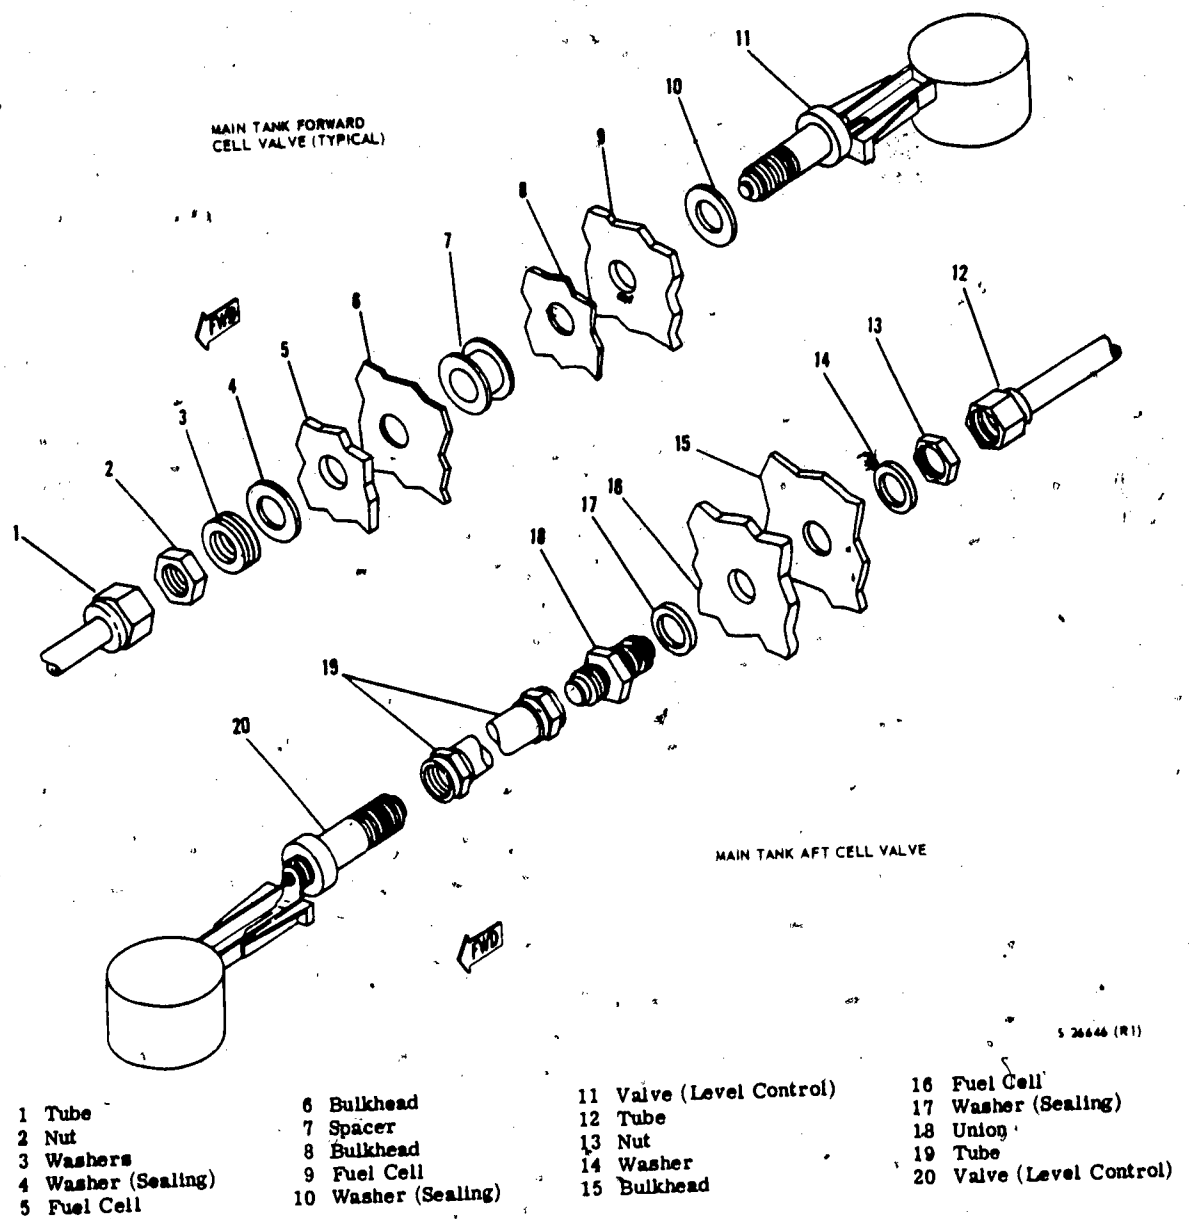 MAIN TANK FORWARD
CELL VALVE (TYPICAL)
11
10
9
8
7
6
5
4
3
2
1
FWD
12
13
14
15
16
17
18
19
20
MAIN TANK AFT CELL VALVE
FWD
S 26646 (R1)
1 Tube
2 Nut
3 Washers
4 Washer (Sealing)
5 Fuel Cell
6 Bulkhead
7 Spacer
8 Bulkhead
9 Fuel Cell
10 Washer (Sealing)
11 Valve (Level Control)
12 Tube
13 Nut
14 Washer
15 Bulkhead
16 Fuel Cell
17 Washer (Sealing)
18 Union
19 Tube
20 Valve (Level Control)